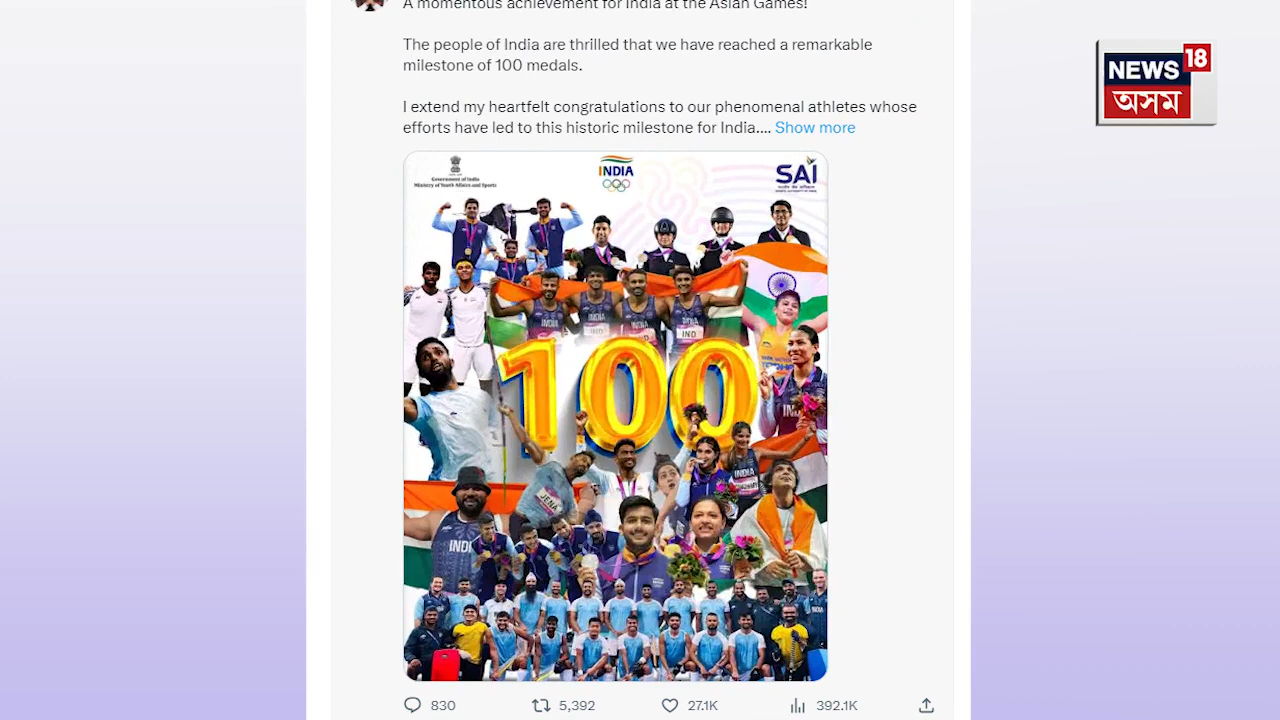 A momentous achievement for India at the Asian Games!
The people of India are thrilled that we have reached a remarkable
milestone of 100 medals.
I extend my heartfelt congratulations to our phenomenal athletes whose
efforts have led to this historic milestone for India.... Show more
NEWS 18
অসম
Government of India
Ministry of Youth Affairs and Sports
INDIA
SAI
INDIA
INDIA
IND
IND
100
INDIA
JENA
INDI
830
5,392
27.1K
392.1K